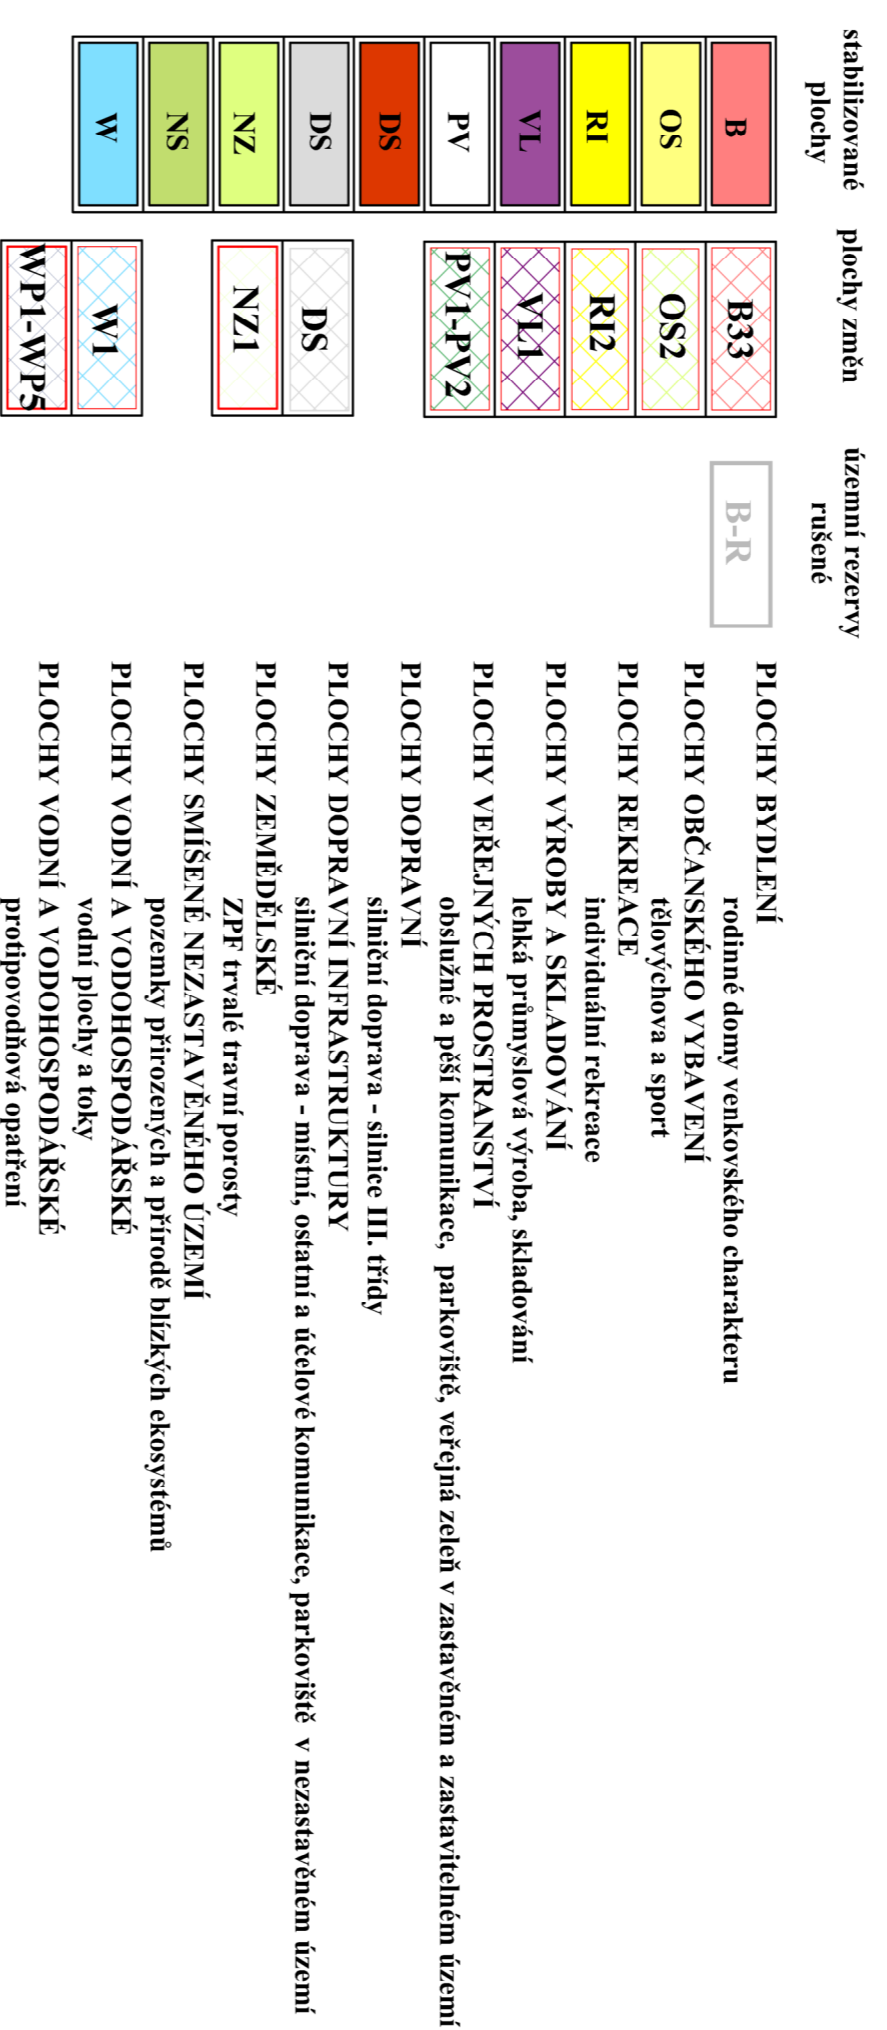 stabilizované
plochy
plochy změn
územní rezervy
rušené
B
B33
B-R
PLOCHY BYDLENÍ
rodinné domy venkovského charakteru
OS
OS2
PLOCHY OBČANSKÉHO VYBAVENÍ
tělovýchova a sport
RI
RI2
PLOCHY REKREACE
individuální rekreace
VL
VL1
PLOCHY VÝROBY A SKLADOVÁNÍ
lehká průmyslová výroba, skladování
PV
PV1-PV2
PLOCHY VEŘEJNÝCH PROSTRANSTVÍ
obslužné a pěší komunikace, parkoviště, veřejná zeleň v zastavěném a zastavitelném území
DS
PLOCHY DOPRAVNÍ
silniční doprava - silnice III. třídy
DS
DS
PLOCHY DOPRAVNÍ INFRASTRUKTURY
silniční doprava - místní, ostatní a účelové komunikace, parkoviště v nezastavěném území
NZ
NZ1
PLOCHY ZEMĚDĚLSKÉ
ZPF trvalé travní porosty
NS
PLOCHY SMÍŠENÉ NEZASTAVĚNÉHO ÚZEMÍ
pozemky přirozených a přírodě blízkých ekosystémů
W
W1
PLOCHY VODNÍ A VODOHOSPODÁŘSKÉ
vodní plochy a toky
WP1-WP5
PLOCHY VODNÍ A VODOHOSPODÁŘSKÉ
protipovodňová opatření